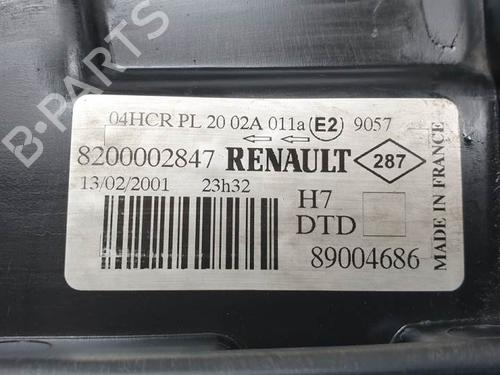 B-PARTS
04HCR PL 20 02A 011a E2 9057
8200002847 RENAULT 287
13/02/2001 23h32
H7
DTD
89004686
MADE IN FRANCE